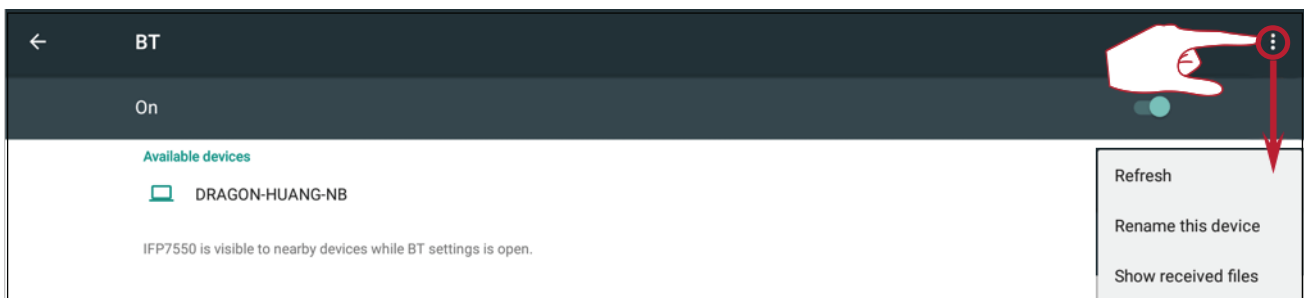 BT
On
Available devices
DRAGON-HUANG-NB
IFP7550 is visible to nearby devices while BT settings is open.
Refresh
Rename this device
Show received files